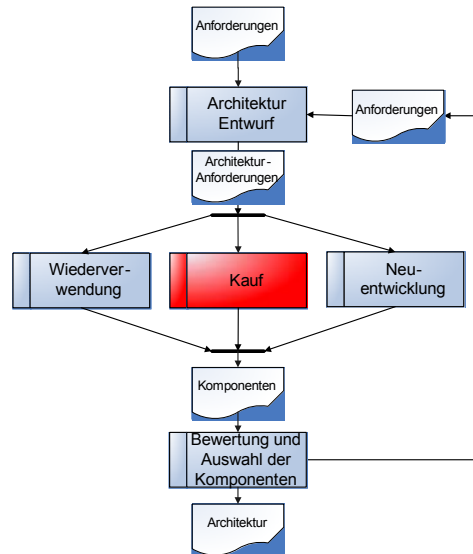 Anforderungen
Architektur
Entwurf
Anforderungen
Architektur-
Anforderungen
Wiederver-
wendung
Kauf
Neu-
entwicklung
Komponenten
Bewertung und
Auswahl der
Komponenten
Architektur